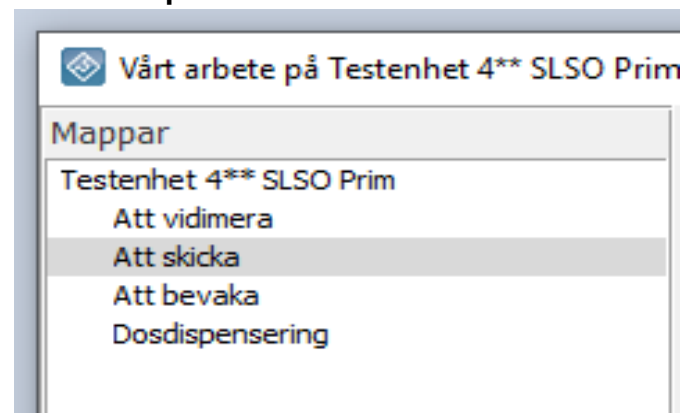 Vårt arbete på Testenhet 4** SLSO Prim
Mappar
Testenhet 4** SLSO Prim
Att vidimera
Att skicka
Att bevaka
Dosdispensering